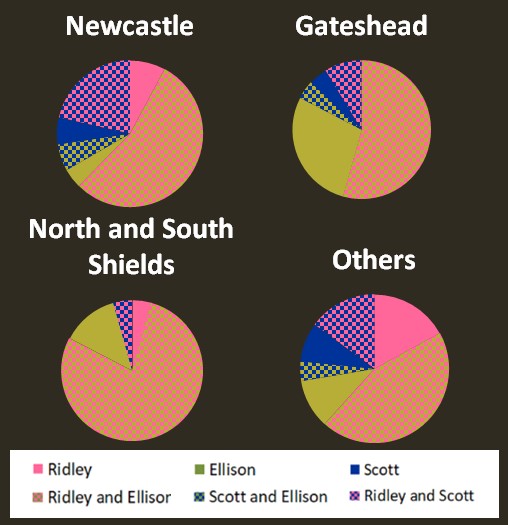 Newcastle
Gateshead
North and South
Shields
Others
Ridley
Ellison
Scott
Ridley and Ellisor
Scott and Ellison
Ridley and Scott